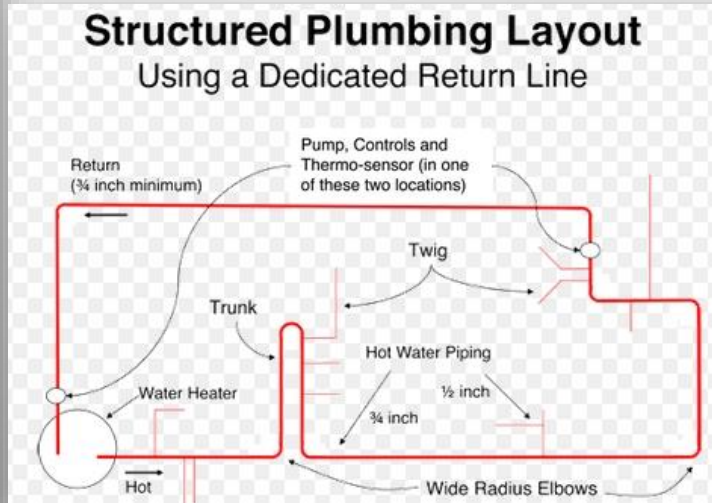 Structured Plumbing Layout
Using a Dedicated Return Line
Pump, Controls and
Thermo-sensor (in one
of these two locations)
Return
(¾ inch minimum)
Twig
Trunk
Hot Water Piping
Water Heater
½ inch
¾ inch
Hot
Wide Radius Elbows